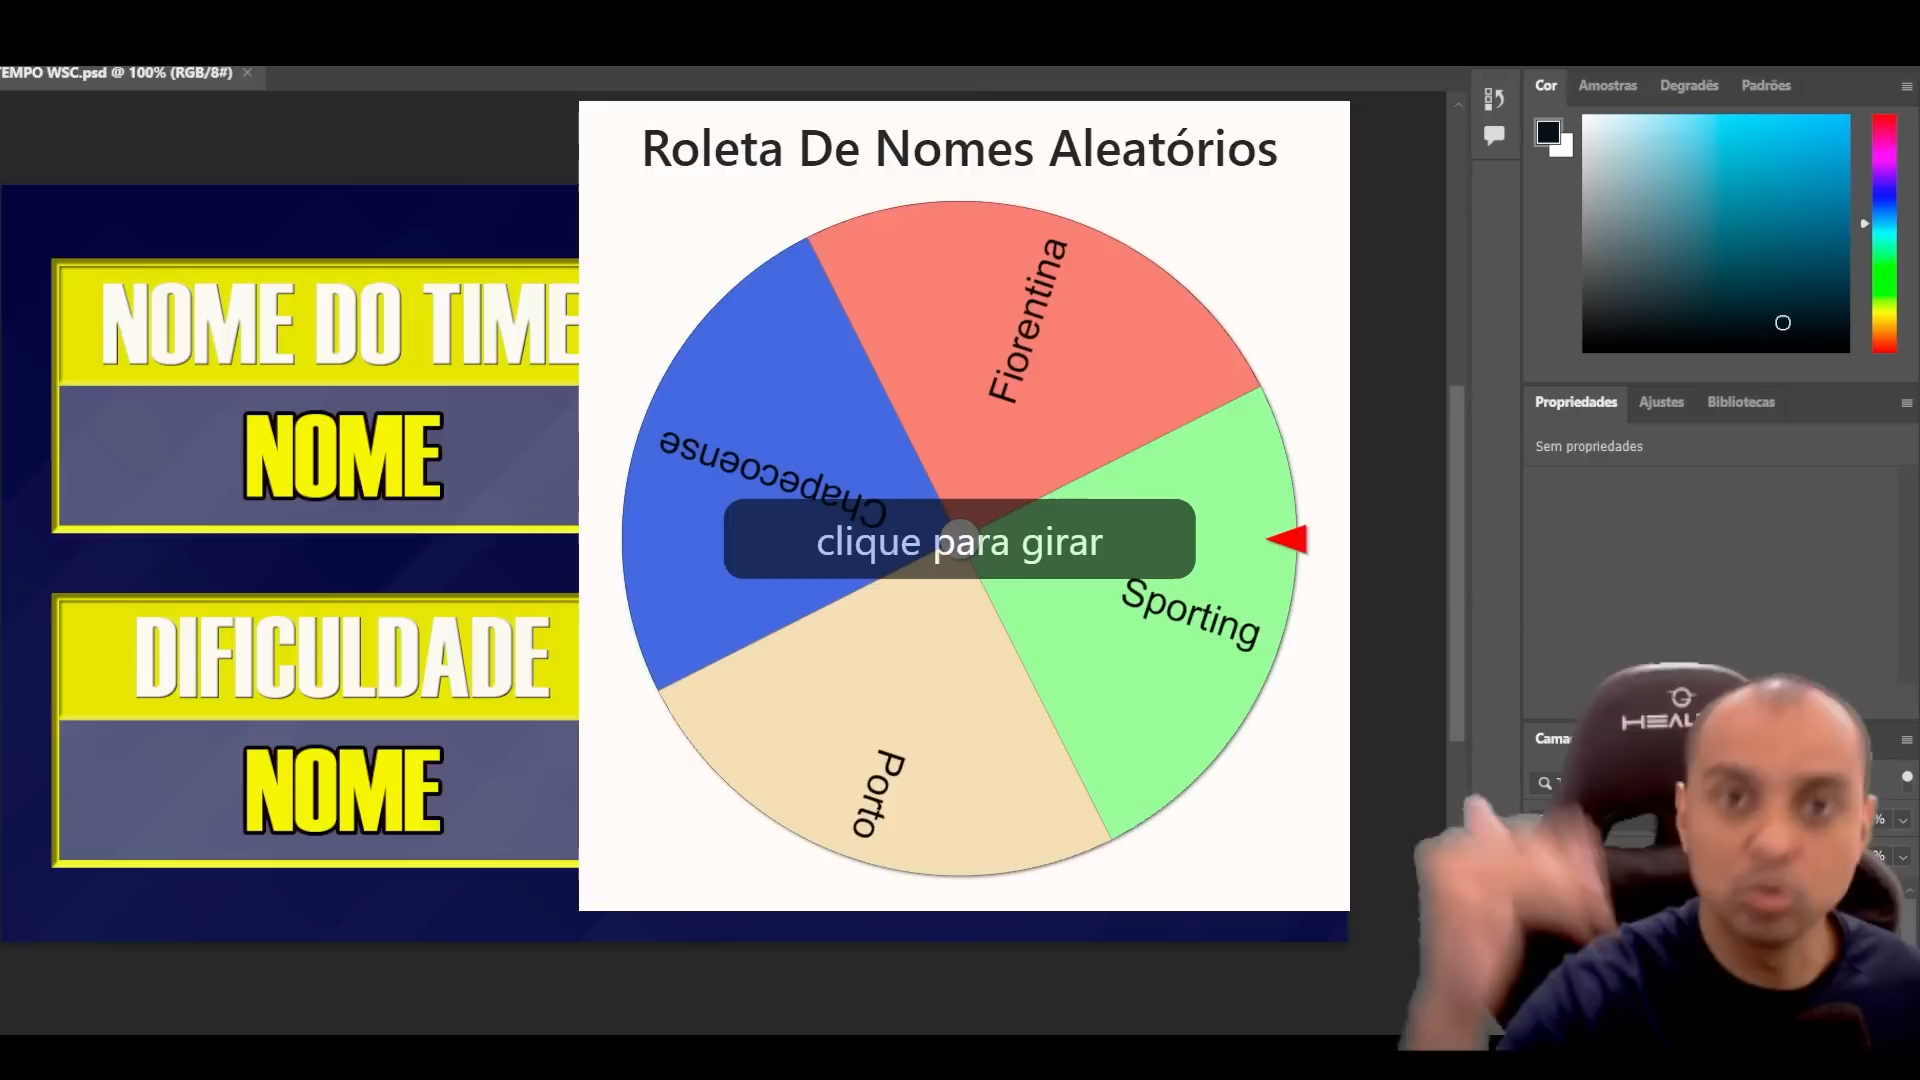 TEMPO WSC.psd @ 100% (RGB/8#)
Cor
Amostras
Degradês
Padrões
Roleta De Nomes Aleatórios
NOME DO TIME
NOME
DIFICULDADE
NOME
Fiorentina
Chapecoense
clique para girar
Sporting
Porto
Propriedades
Ajustes
Bibliotecas
Sem propriedades
%
%